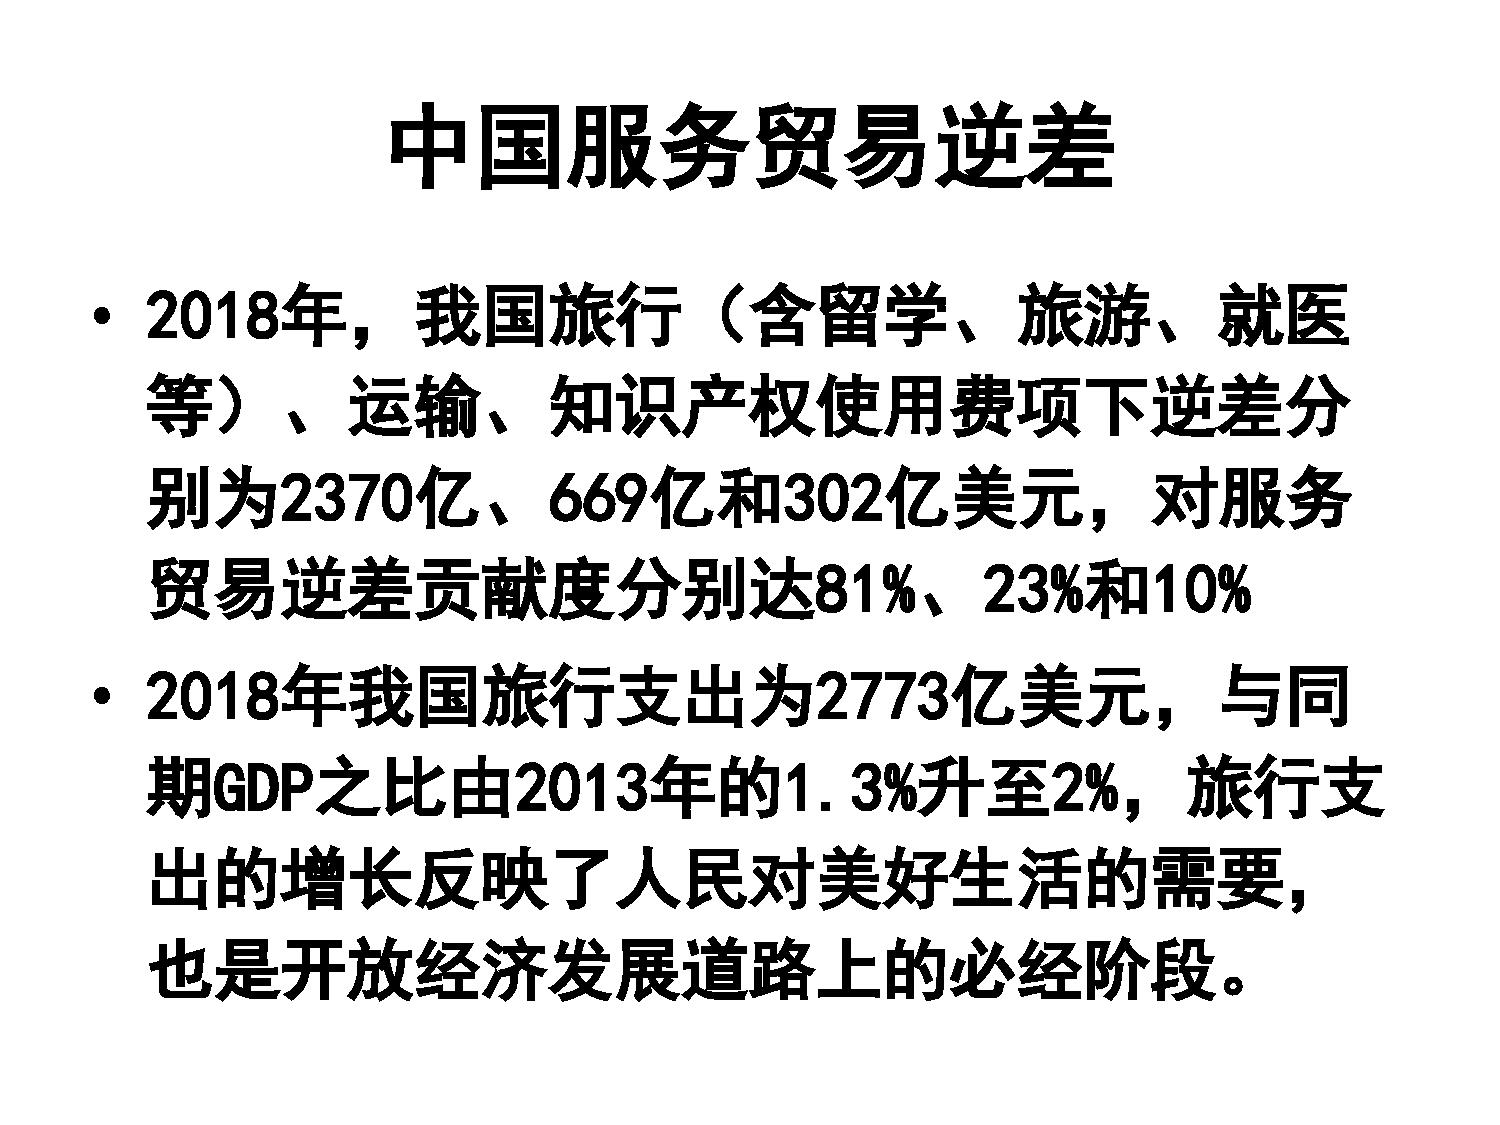 中国服务贸易逆差
• 2018年，我国旅行（含留学、旅游、就医
等）、运输、知识产权使用费项下逆差分
别为2370亿、669亿和302亿美元，对服务
贸易逆差贡献度分别达81%、23%和10%
• 2018年我国旅行支出为2773亿美元，与同
期GDP之比由2013年的1.3%升至2%，旅行支
出的增长反映了人民对美好生活的需要，
也是开放经济发展道路上的必经阶段。